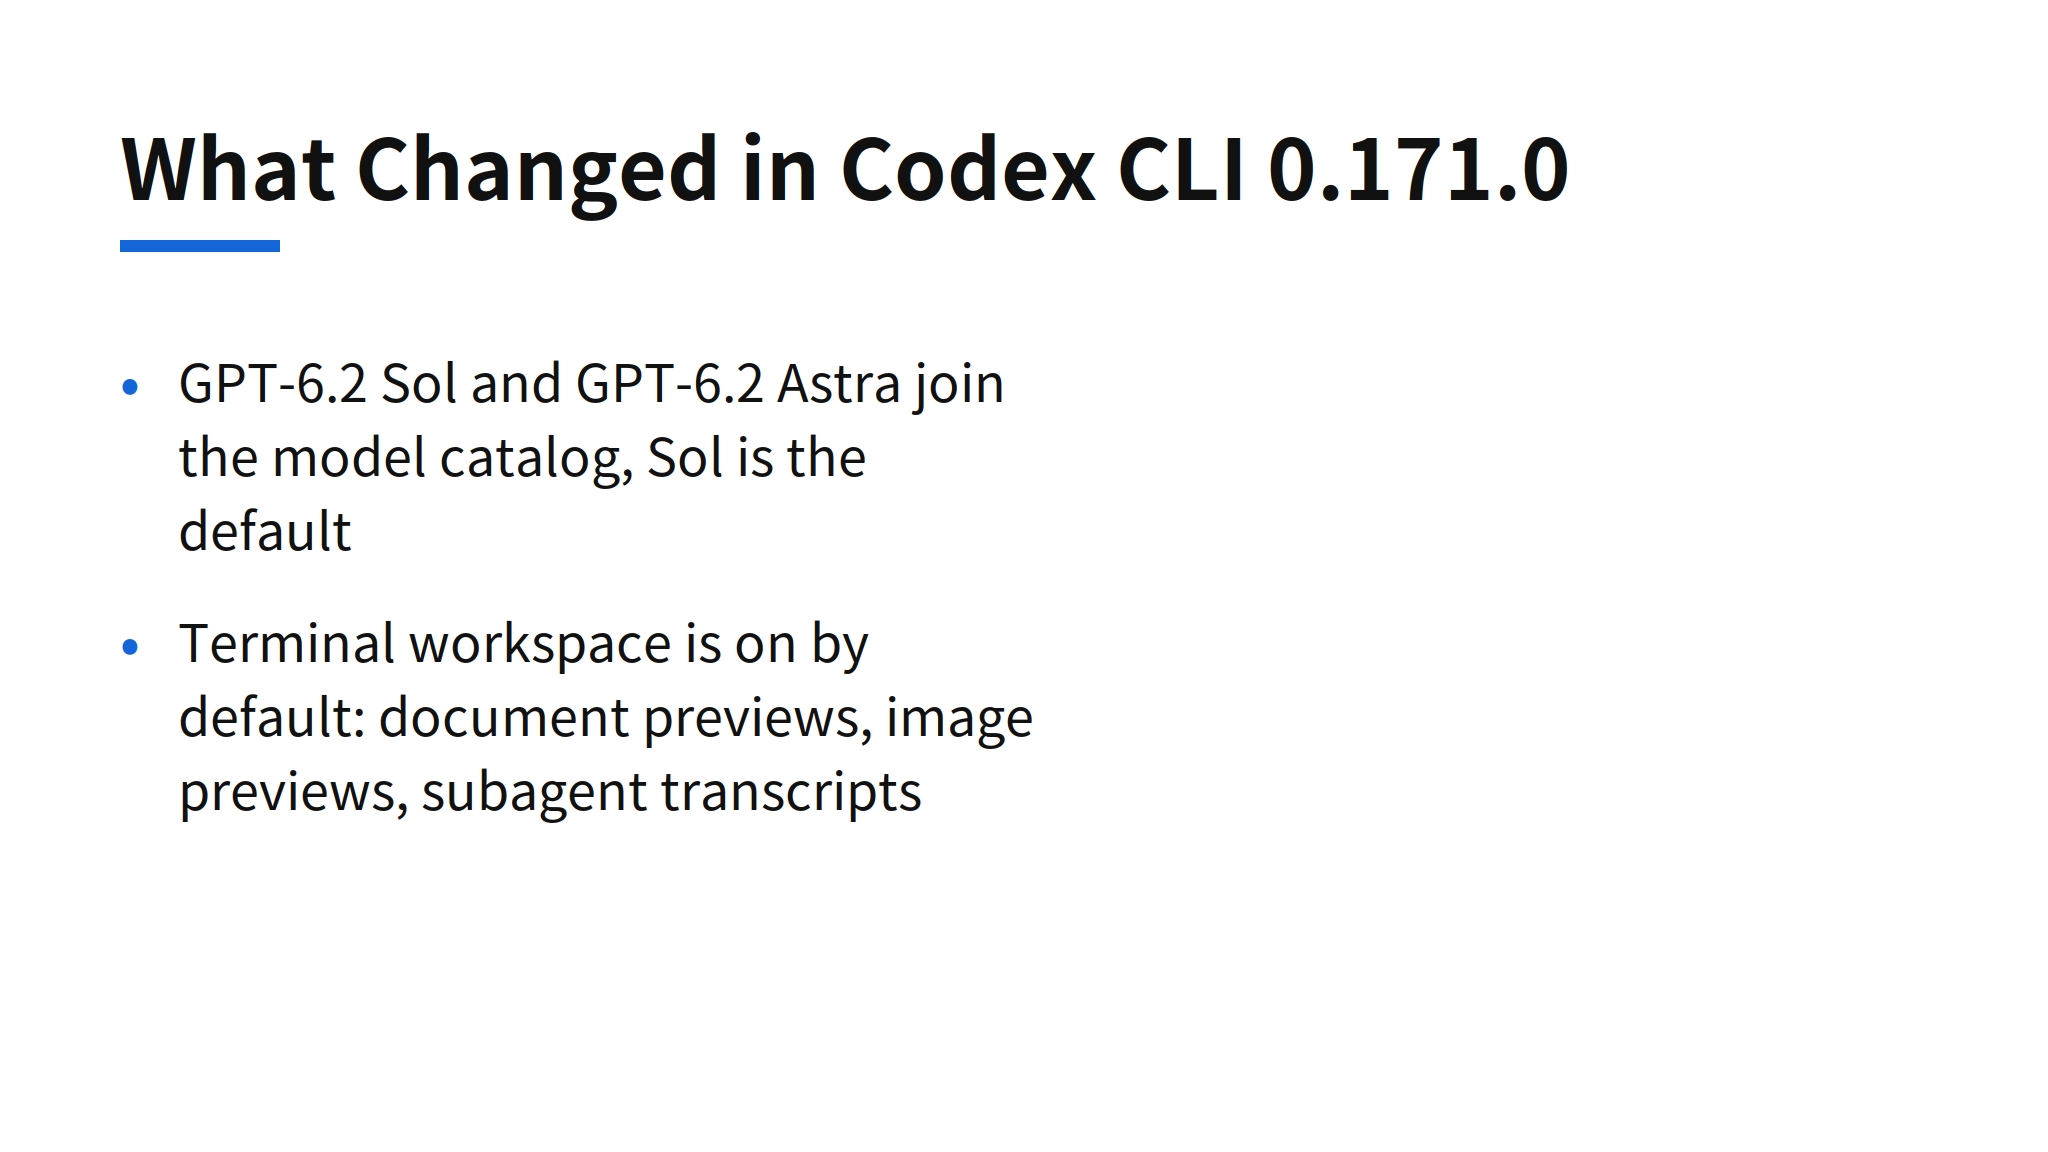 What Changed in Codex CLI 0.171.0
• GPT-6.2 Sol and GPT-6.2 Astra join
the model catalog, Sol is the
default
• Terminal workspace is on by
default: document previews, image
previews, subagent transcripts